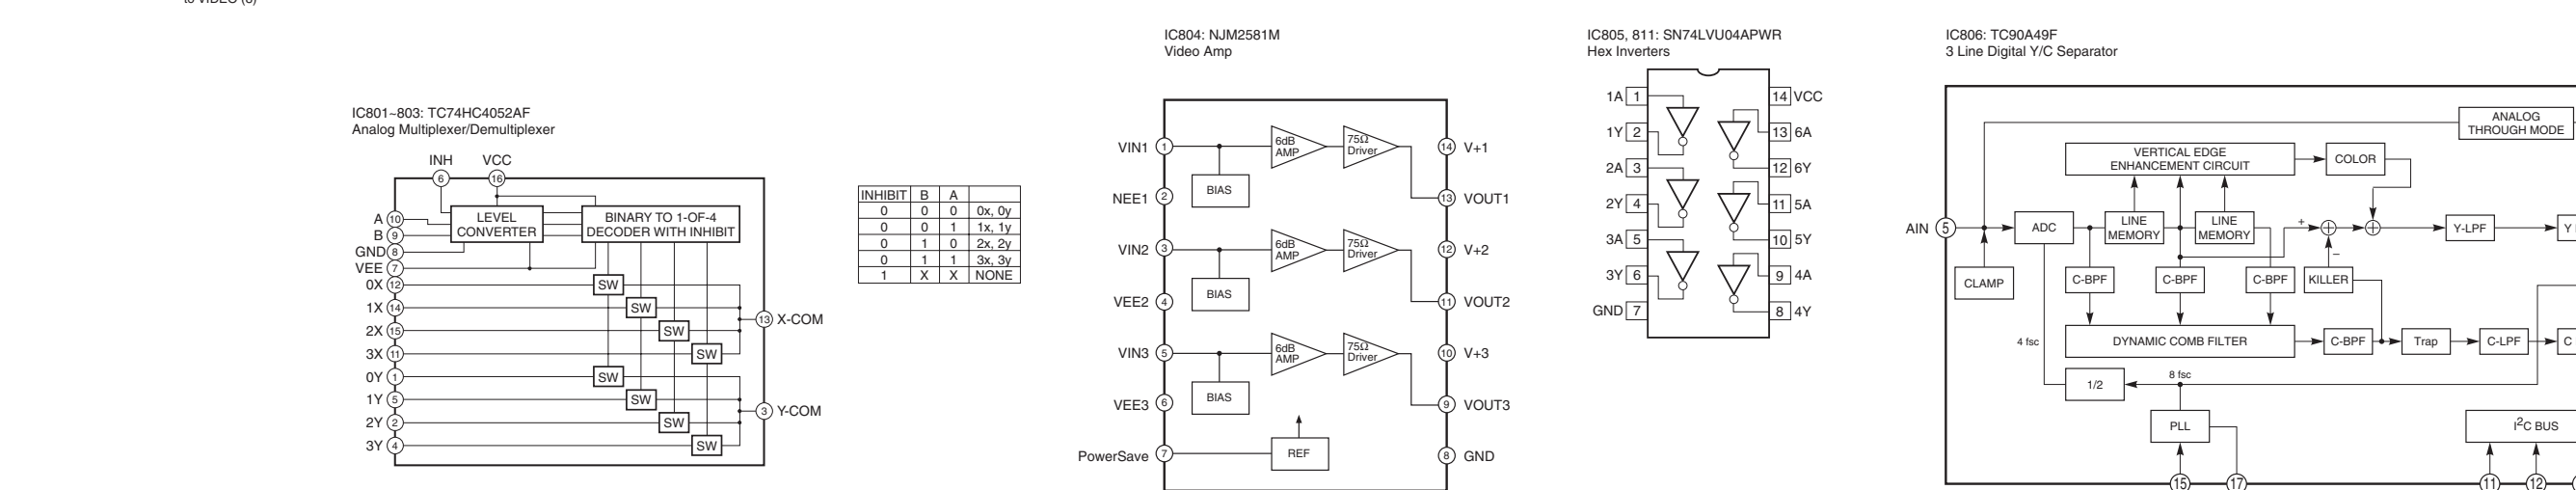 to VIDEO (6)
IC801~803: TC74HC4052AF
Analog Multiplexer/Demultiplexer
INH VCC
6 16
A 10
B 9
GND 8
VEE 7
LEVEL
CONVERTER
BINARY TO 1-OF-4
DECODER WITH INHIBIT
0X 12 SW
1X 14 SW
2X 15 SW
3X 11 SW
13 X-COM
0Y 1 SW
1Y 5 SW
2Y 2 SW
3Y 4 SW
3 Y-COM
INHIBIT B A
0 0 0 0x, 0y
0 0 1 1x, 1y
0 1 0 2x, 2y
0 1 1 3x, 3y
1 X X NONE
IC804: NJM2581M
Video Amp
VIN1 1
6dB
AMP
75Ω
Driver
14 V+1
BIAS
NEE1 2
13 VOUT1
VIN2 3
6dB
AMP
75Ω
Driver
12 V+2
BIAS
VEE2 4
11 VOUT2
VIN3 5
6dB
AMP
75Ω
Driver
10 V+3
BIAS
VEE3 6
9 VOUT3
PowerSave 7
REF
8 GND
IC805, 811: SN74LVU04APWR
Hex Inverters
1A 1 14 VCC
1Y 2 13 6A
2A 3 12 6Y
2Y 4 11 5A
3A 5 10 5Y
3Y 6 9 4A
GND 7 8 4Y
IC806: TC90A49F
3 Line Digital Y/C Separator
ANALOG
THROUGH MODE
VERTICAL EDGE
ENHANCEMENT CIRCUIT
COLOR
AIN 5
ADC
LINE
MEMORY
LINE
MEMORY
+
Y-LPF
Y
–
CLAMP
C-BPF
C-BPF
C-BPF
KILLER
4 fsc
DYNAMIC COMB FILTER
C-BPF
Trap
C-LPF
C
1/2
8 fsc
PLL
I2C BUS
15 17 11 12